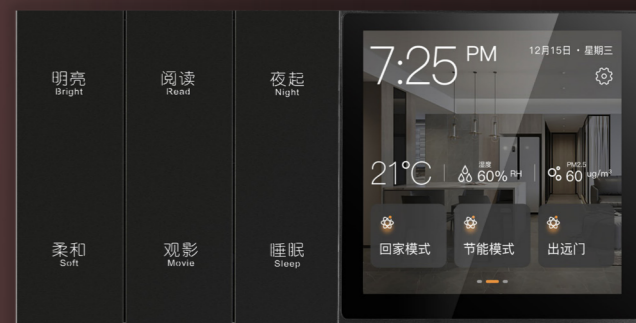 明亮
Bright
阅读
Read
夜起
Night
柔和
Soft
观影
Movie
睡眠
Sleep
7:25 PM
12月15日・星期三
21°C
湿度
60% RH
PM2.5
60 ug/m³
回家模式
节能模式
出远门